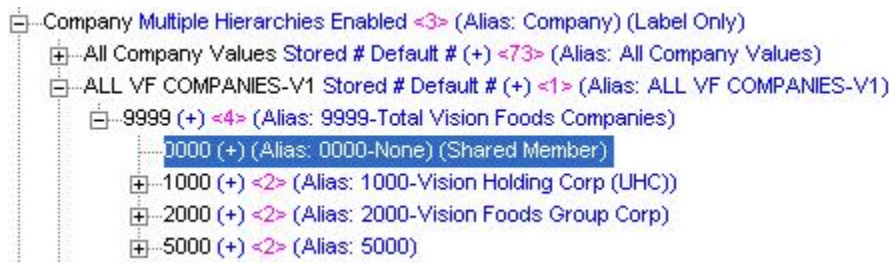 Company Multiple Hierarchies Enabled <3> (Alias: Company) (Label Only)
All Company Values Stored # Default # (+) <73> (Alias: All Company Values)
ALL VF COMPANIES-V1 Stored # Default # (+) <1> (Alias: ALL VF COMPANIES-V1)
9999 (+) <4> (Alias: 9999-Total Vision Foods Companies)
0000 (+) (Alias: 0000-None) (Shared Member)
1000 (+) <2> (Alias: 1000-Vision Holding Corp (UHC))
2000 (+) <2> (Alias: 2000-Vision Foods Group Corp)
5000 (+) <2> (Alias: 5000)